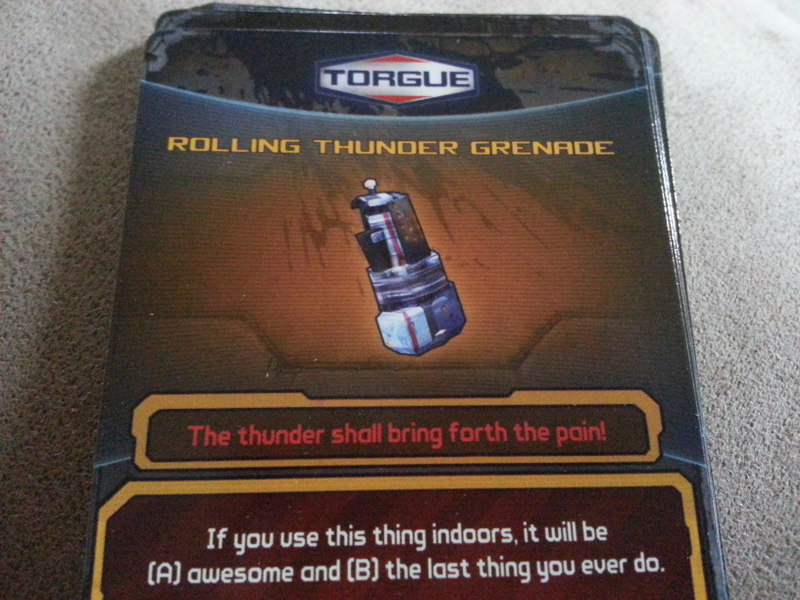 TORGUE
ROLLING THUNDER GRENADE
The thunder shall bring forth the pain!
If you use this thing indoors, it will be
(A) awesome and (B) the last thing you ever do.